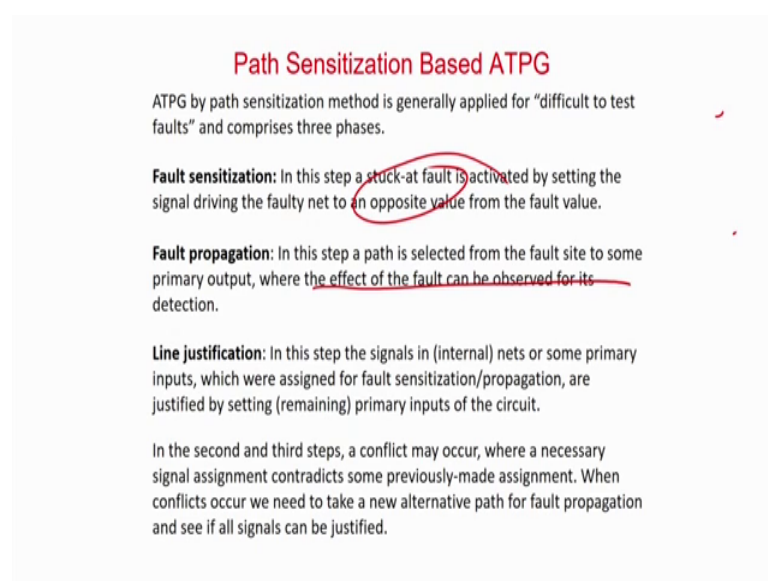 Path Sensitization Based ATPG
ATPG by path sensitization method is generally applied for “difficult to test
faults” and comprises three phases.
Fault sensitization: In this step a stuck-at fault is activated by setting the
signal driving the faulty net to an opposite value from the fault value.
Fault propagation: In this step a path is selected from the fault site to some
primary output, where the effect of the fault can be observed for its
detection.
Line justification: In this step the signals in (internal) nets or some primary
inputs, which were assigned for fault sensitization/propagation, are
justified by setting (remaining) primary inputs of the circuit.
In the second and third steps, a conflict may occur, where a necessary
signal assignment contradicts some previously-made assignment. When
conflicts occur we need to take a new alternative path for fault propagation
and see if all signals can be justified.